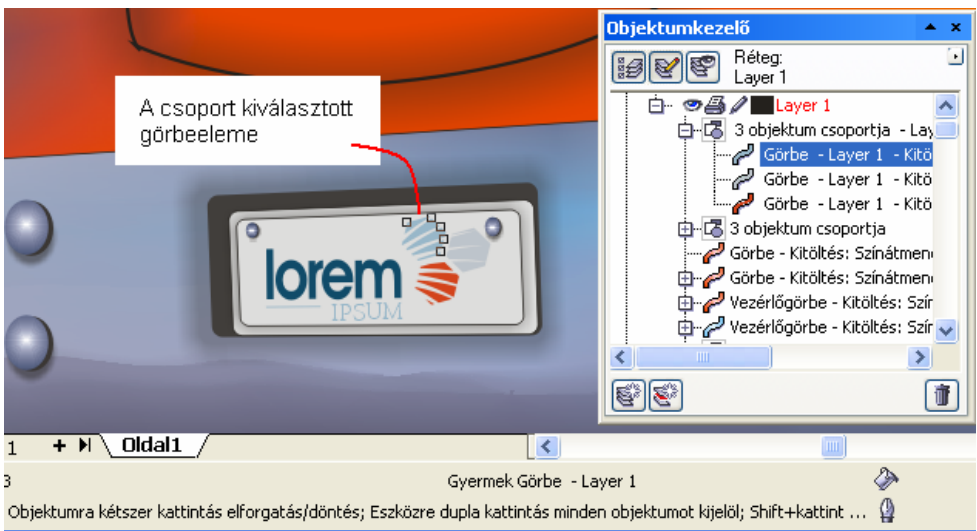 Objektumkezelő
Réteg:
Layer 1
Layer 1
3 objektum csoportja - Lay
Görbe - Layer 1 - Kitö
Görbe - Layer 1 - Kitö
Görbe - Layer 1 - Kitö
3 objektum csoportja
Görbe - Kitöltés: Színátmen
Görbe - Kitöltés: Színátmen
Vezérlőgörbe - Kitöltés: Szír
Vezérlőgörbe - Kitöltés: Szír
A csoport kiválasztott
görbeeleme
lorem
IPSUM
1
Oldal1
3
Gyermek Görbe - Layer 1
Objektumra kétszer kattintás elforgatás/döntés; Eszközre dupla kattintás minden objektumot kijelöl; Shift+kattint ...